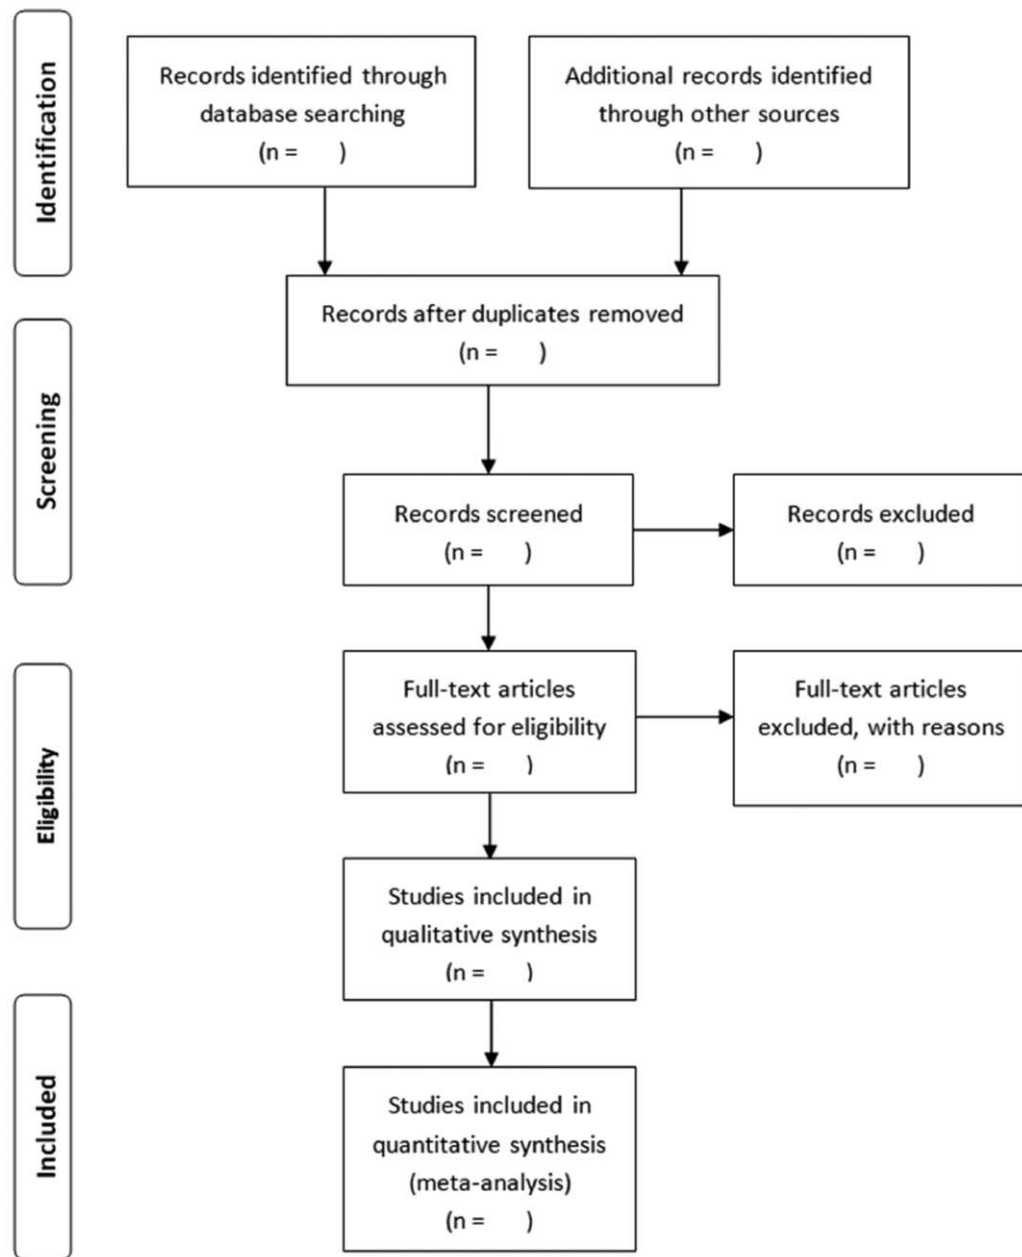 Identification
Records identified through
database searching
(n = )
Additional records identified
through other sources
(n = )
Records after duplicates removed
(n = )
Screening
Records screened
(n = )
Records excluded
(n = )
Eligibility
Full-text articles
assessed for eligibility
(n = )
Full-text articles
excluded, with reasons
(n = )
Studies included in
qualitative synthesis
(n = )
Included
Studies included in
quantitative synthesis
(meta-analysis)
(n = )